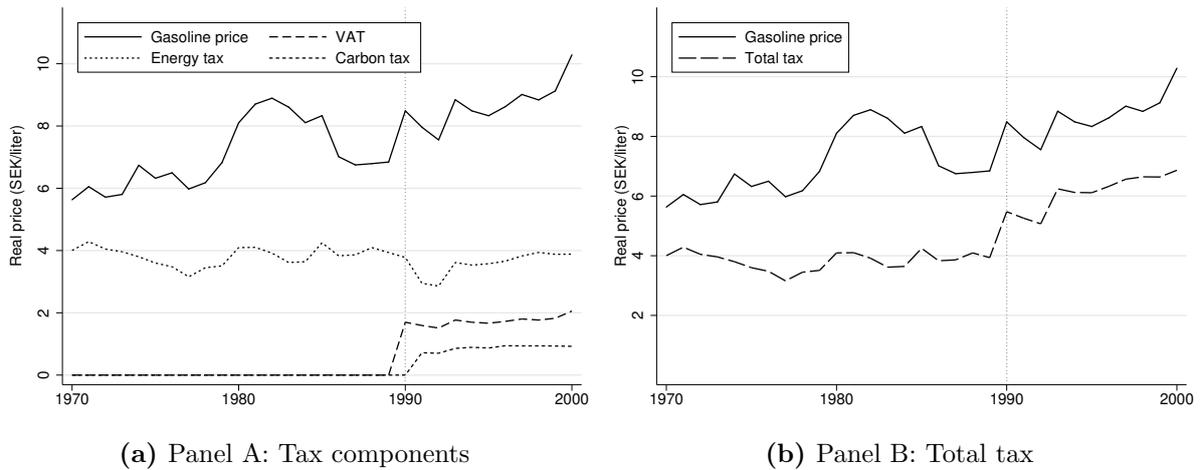 Gasoline price VAT
Energy tax Carbon tax
Real price (SEK/liter)
10
8
6
4
2
0
1970 1980 1990 2000
(a) Panel A: Tax components
Gasoline price
Total tax
Real price (SEK/liter)
10
8
6
4
2
1970 1980 1990 2000
(b) Panel B: Total tax